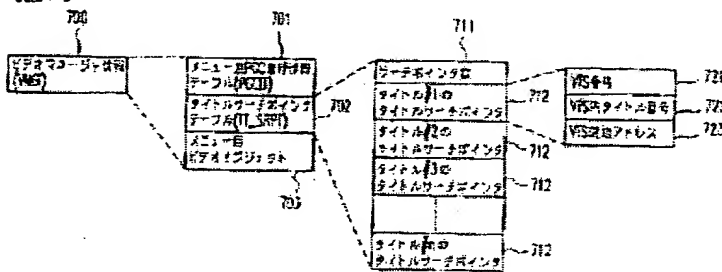 700
701
711
ビデオマネージャ情報
(VMGI)
メニュー用PGC管理情報
テーブル
タイトルサーチポインタ
テーブル(TT_SRPT)
702
メニュー用
ビデオオブジェクト
703
サーチポインタ数
タイトル#1の
タイトルサーチポインタ
712
タイトル#2の
タイトルサーチポインタ
712
タイトル#3の
タイトルサーチポインタ
712
タイトル#nの
タイトルサーチポインタ
712
VTS番号
VTS内タイトル番号
VTS先頭アドレス
723